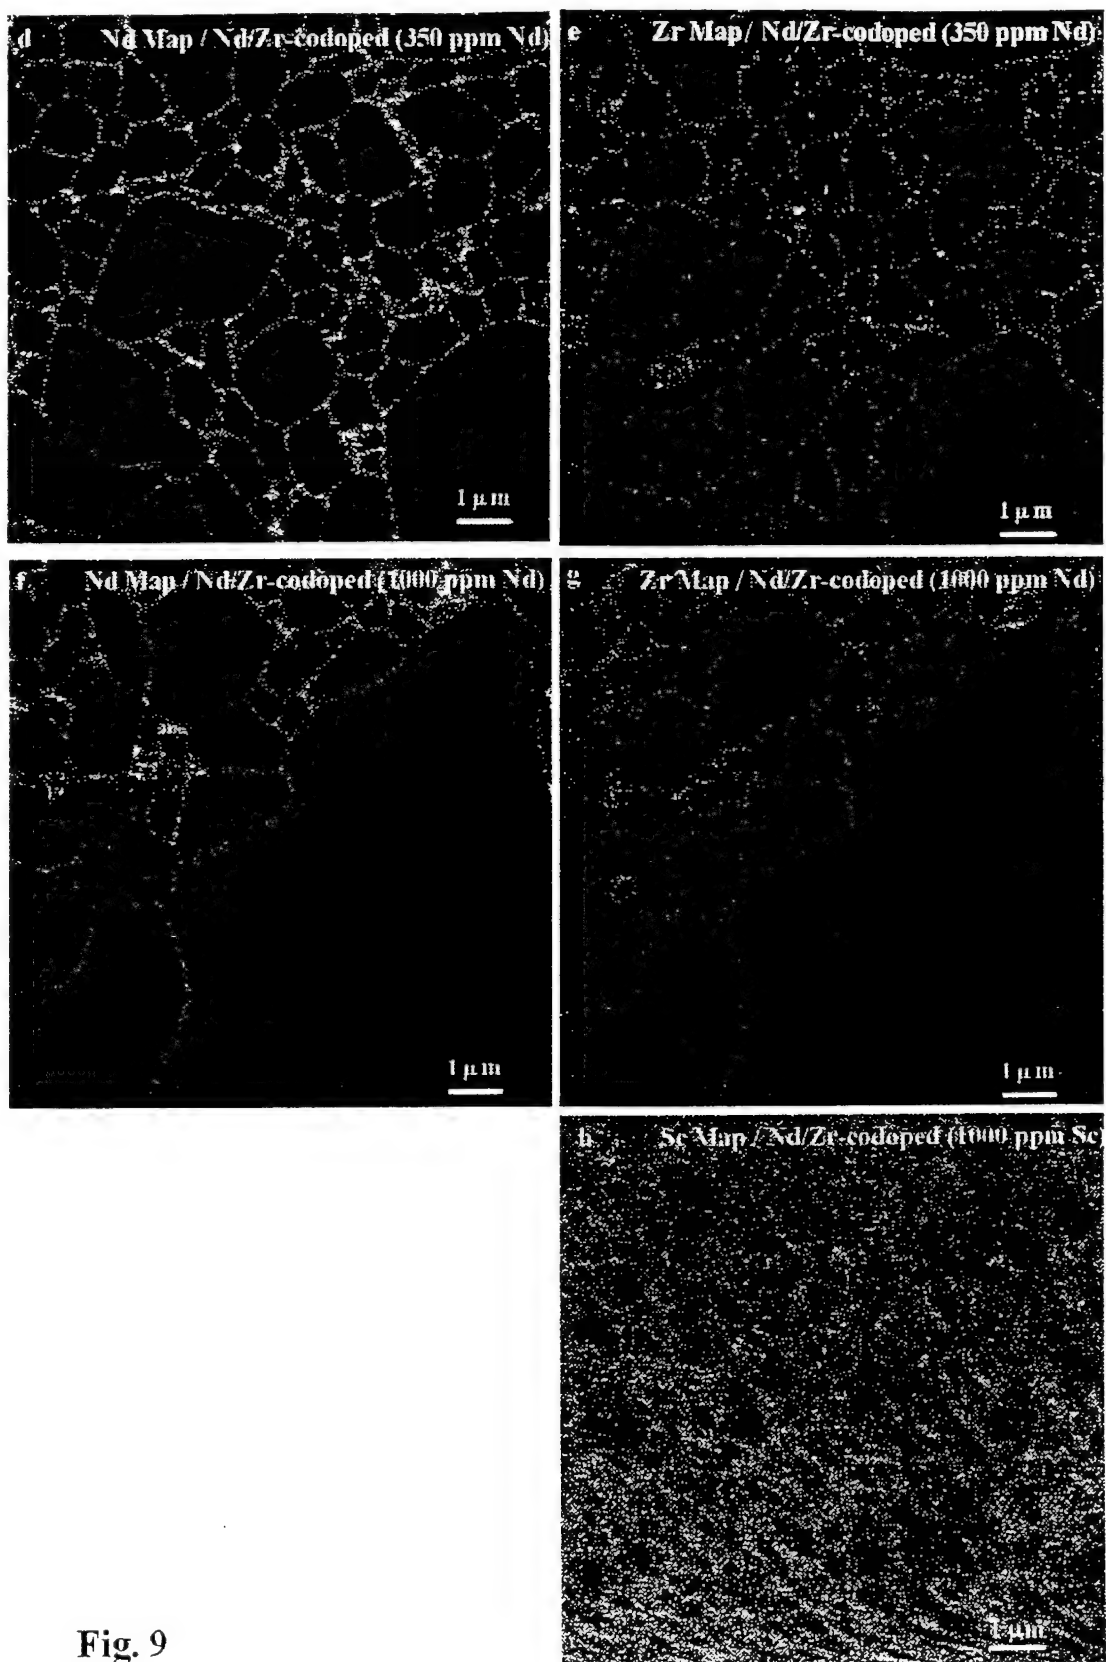 d Nd Map / Nd/Zr-codoped (350 ppm Nd)
e Zr Map / Nd/Zr-codoped (350 ppm Nd)
1 μm
1 μm
f Nd Map / Nd/Zr-codoped (1000 ppm Nd)
g Zr Map / Nd/Zr-codoped (1000 ppm Nd)
1 μm
1 μm
h Sc Map / Nd/Zr-codoped (1000 ppm Sc)
1 μm
Fig. 9